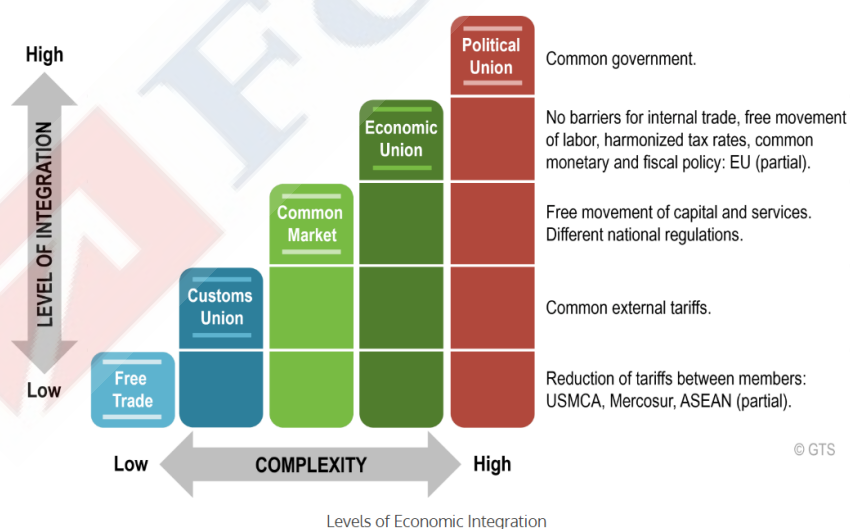 High
LEVEL OF INTEGRATION
Low
Political
Union
Common government.
Economic
Union
No barriers for internal trade, free movement
of labor, harmonized tax rates, common
monetary and fiscal policy: EU (partial).
Common
Market
Free movement of capital and services.
Different national regulations.
Customs
Union
Common external tariffs.
Free
Trade
Reduction of tariffs between members:
USMCA, Mercosur, ASEAN (partial).
© GTS
Low
COMPLEXITY
High
Levels of Economic Integration